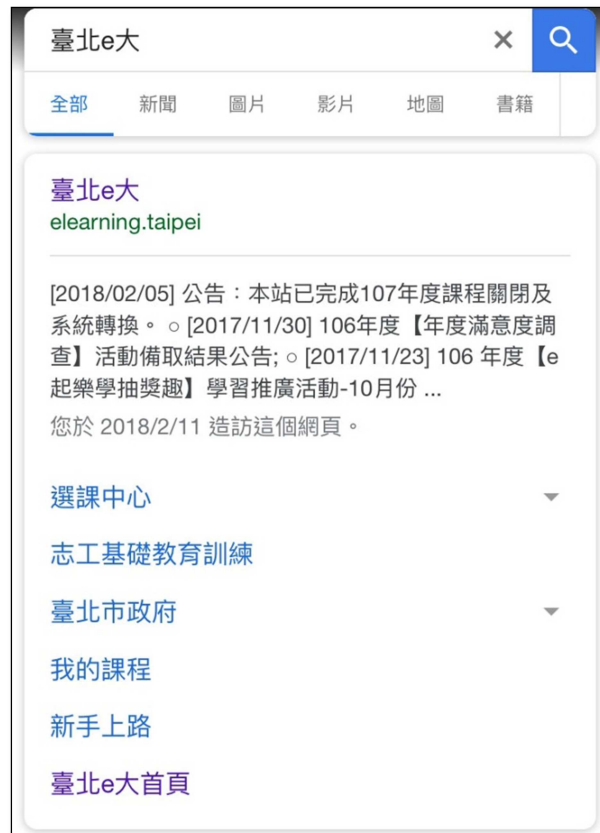 臺北e大
全部 新聞 圖片 影片 地圖 書籍
臺北e大
elearning.taipei
[2018/02/05] 公告：本站已完成107年度課程關閉及
系統轉換。 ○ [2017/11/30] 106年度【年度滿意度調
查】活動備取結果公告; ○ [2017/11/23] 106 年度【e
起樂學抽獎趣】學習推廣活動-10月份 ...
您於 2018/2/11 造訪這個網頁。
選課中心
志工基礎教育訓練
臺北市政府
我的課程
新手上路
臺北e大首頁